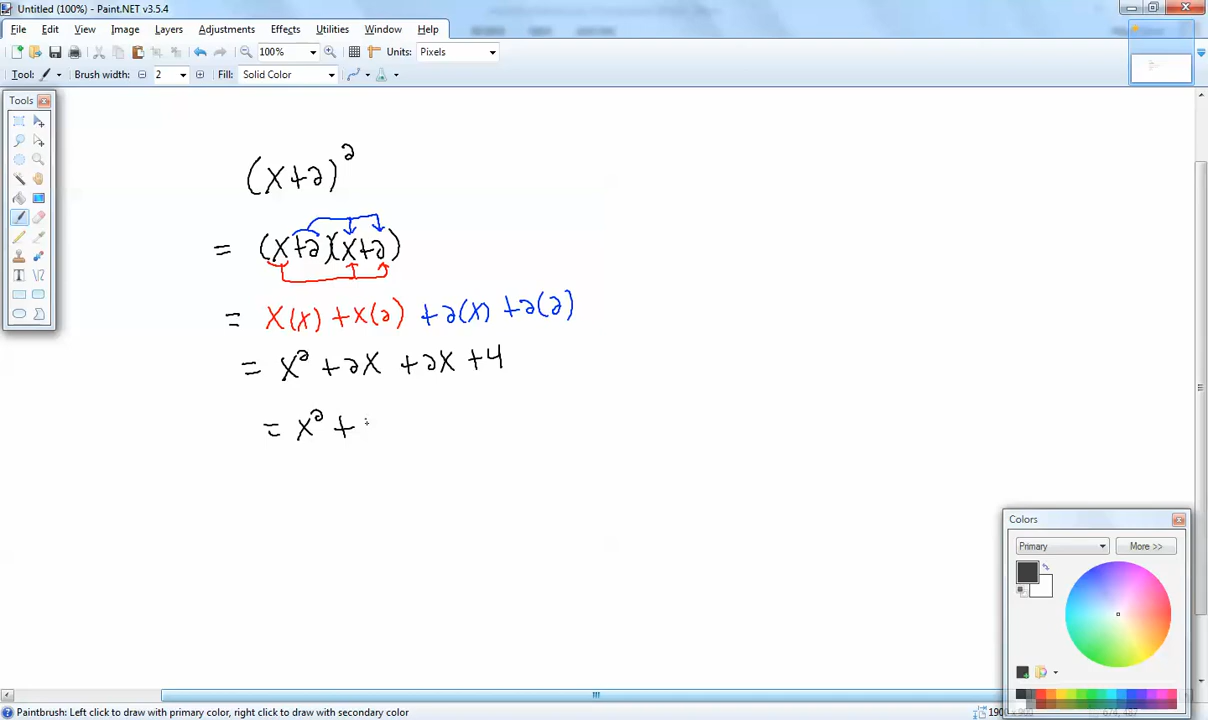 Untitled (100%) - Paint.NET v3.5.4
File Edit View Image Layers Adjustments Effects Utilities Window Help
100% Units: Pixels
Tool: Brush width: 2 Fill: Solid Color
Tools
(x+2)²
= (x+2)(x+2)
= x(x) +x(2) +2(x) +2(2)
= x² +2x +2x +4
= x² +
Colors
Primary More >>
Paintbrush: Left click to draw with primary color, right click to draw with secondary color